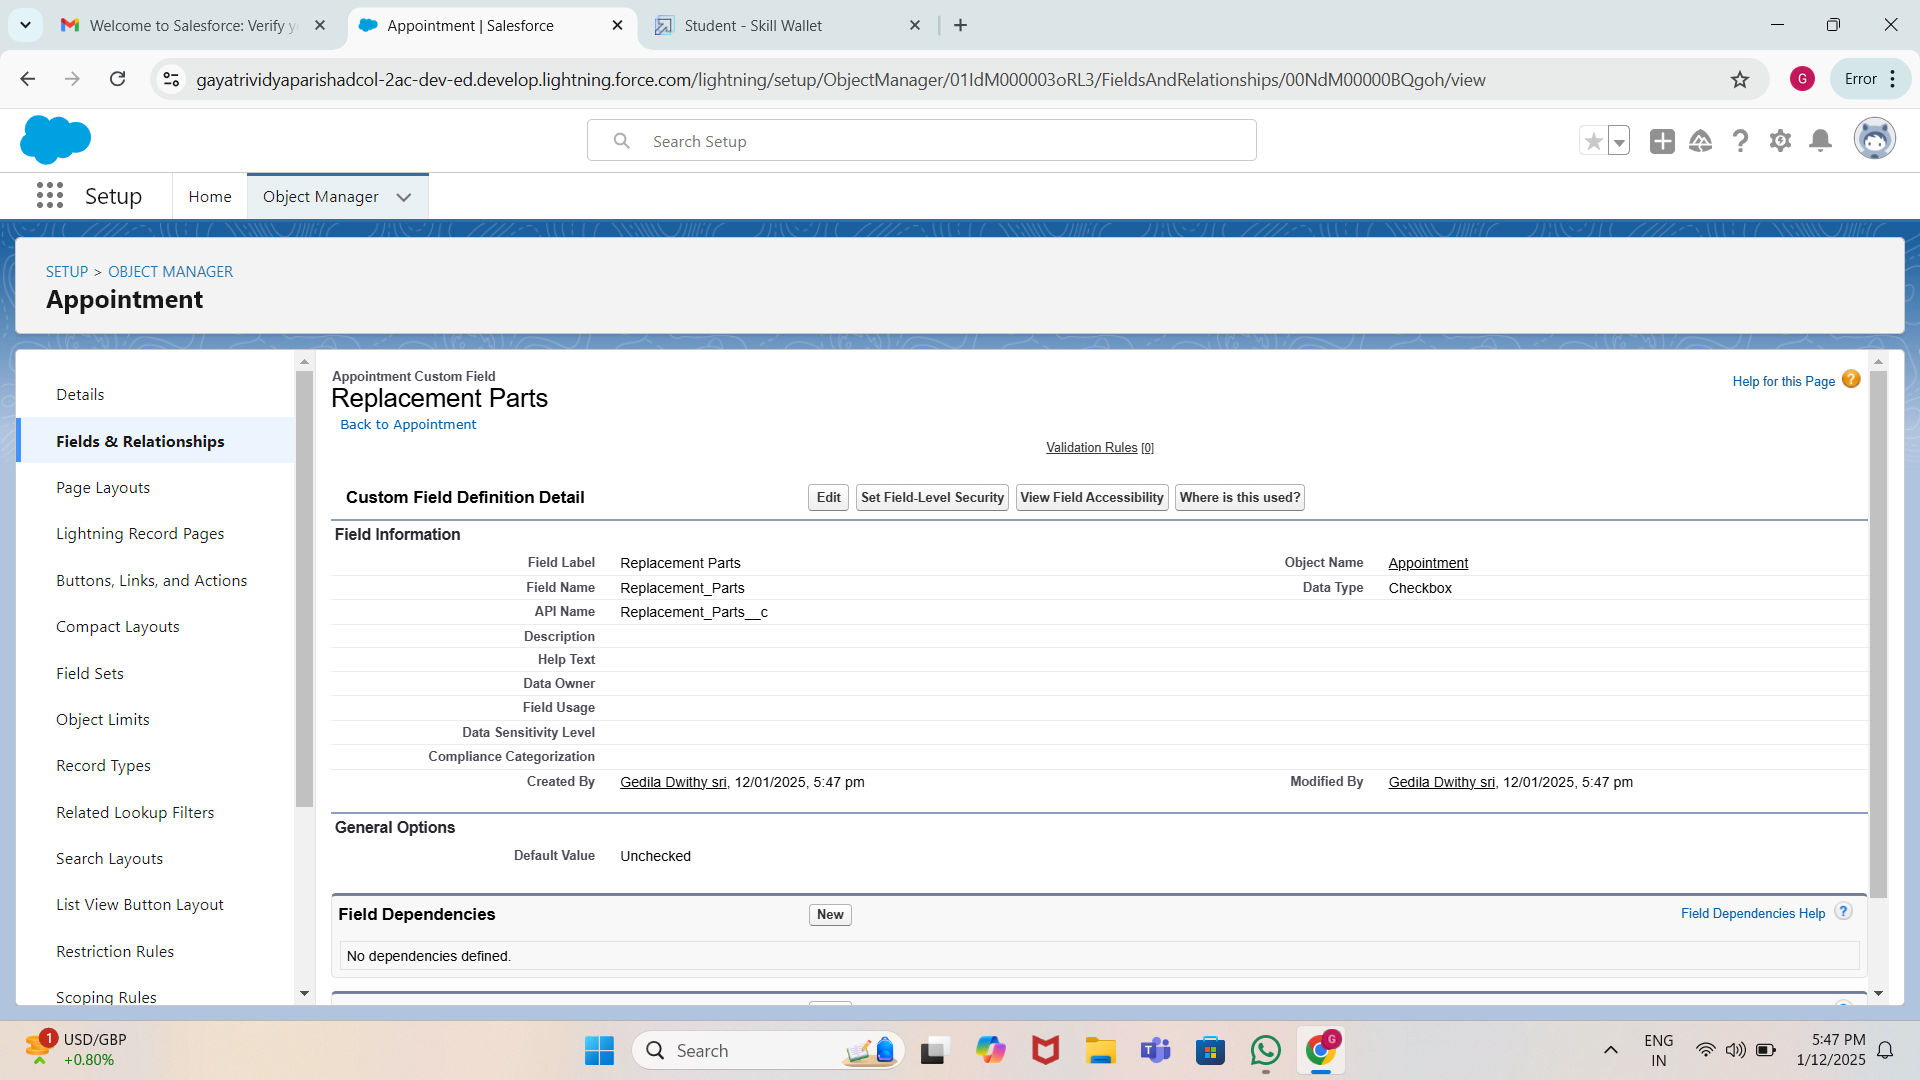 Welcome to Salesforce: Verify y
Appointment | Salesforce
Student - Skill Wallet
gayatrividyaparishadcol-2ac-dev-ed.develop.lightning.force.com/lightning/setup/ObjectManager/01IdM000003oRL3/FieldsAndRelationships/00NdM00000BQgoh/view
G
Error
Search Setup
Setup
Home
Object Manager
SETUP > OBJECT MANAGER
Appointment
Details
Fields & Relationships
Page Layouts
Lightning Record Pages
Buttons, Links, and Actions
Compact Layouts
Field Sets
Object Limits
Record Types
Related Lookup Filters
Search Layouts
List View Button Layout
Restriction Rules
Scoping Rules
Appointment Custom Field
Replacement Parts
Back to Appointment
Help for this Page ?
Validation Rules [0]
Custom Field Definition Detail
Edit
Set Field-Level Security
View Field Accessibility
Where is this used?
Field Information
Field Label Replacement Parts
Object Name Appointment
Field Name Replacement_Parts
Data Type Checkbox
API Name Replacement_Parts__c
Description
Help Text
Data Owner
Field Usage
Data Sensitivity Level
Compliance Categorization
Created By Gedila Dwithy sri, 12/01/2025, 5:47 pm
Modified By Gedila Dwithy sri, 12/01/2025, 5:47 pm
General Options
Default Value Unchecked
Field Dependencies
New
Field Dependencies Help ?
No dependencies defined.
1
USD/GBP
+0.80%
Search
G
ENG
IN
5:47 PM
1/12/2025